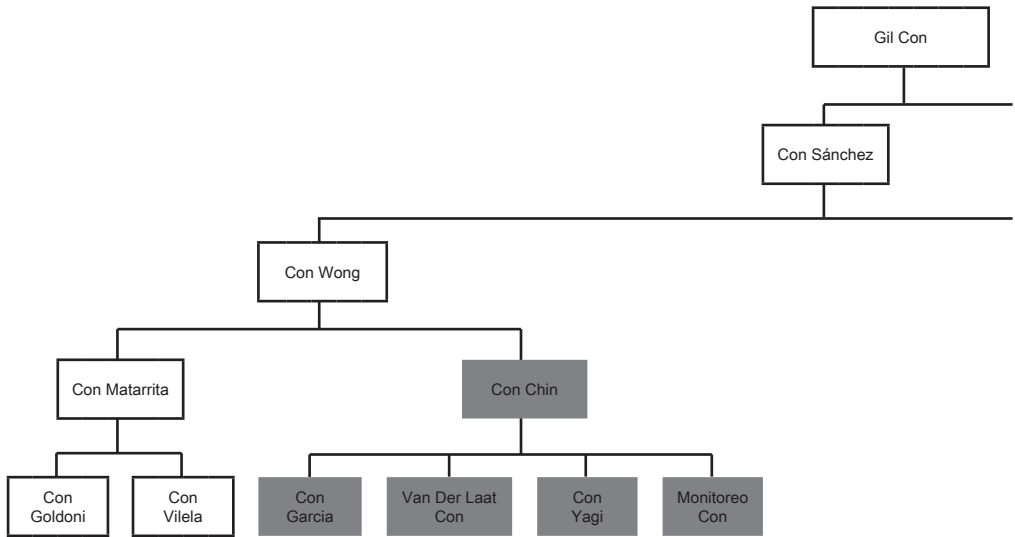 Gil Con
Con Sánchez
Con Wong
Con Matarrita
Con Chin
Con
Goldoni
Con
Vilela
Con
Garcia
Van Der Laat
Con
Con
Yagi
Monitoreo
Con